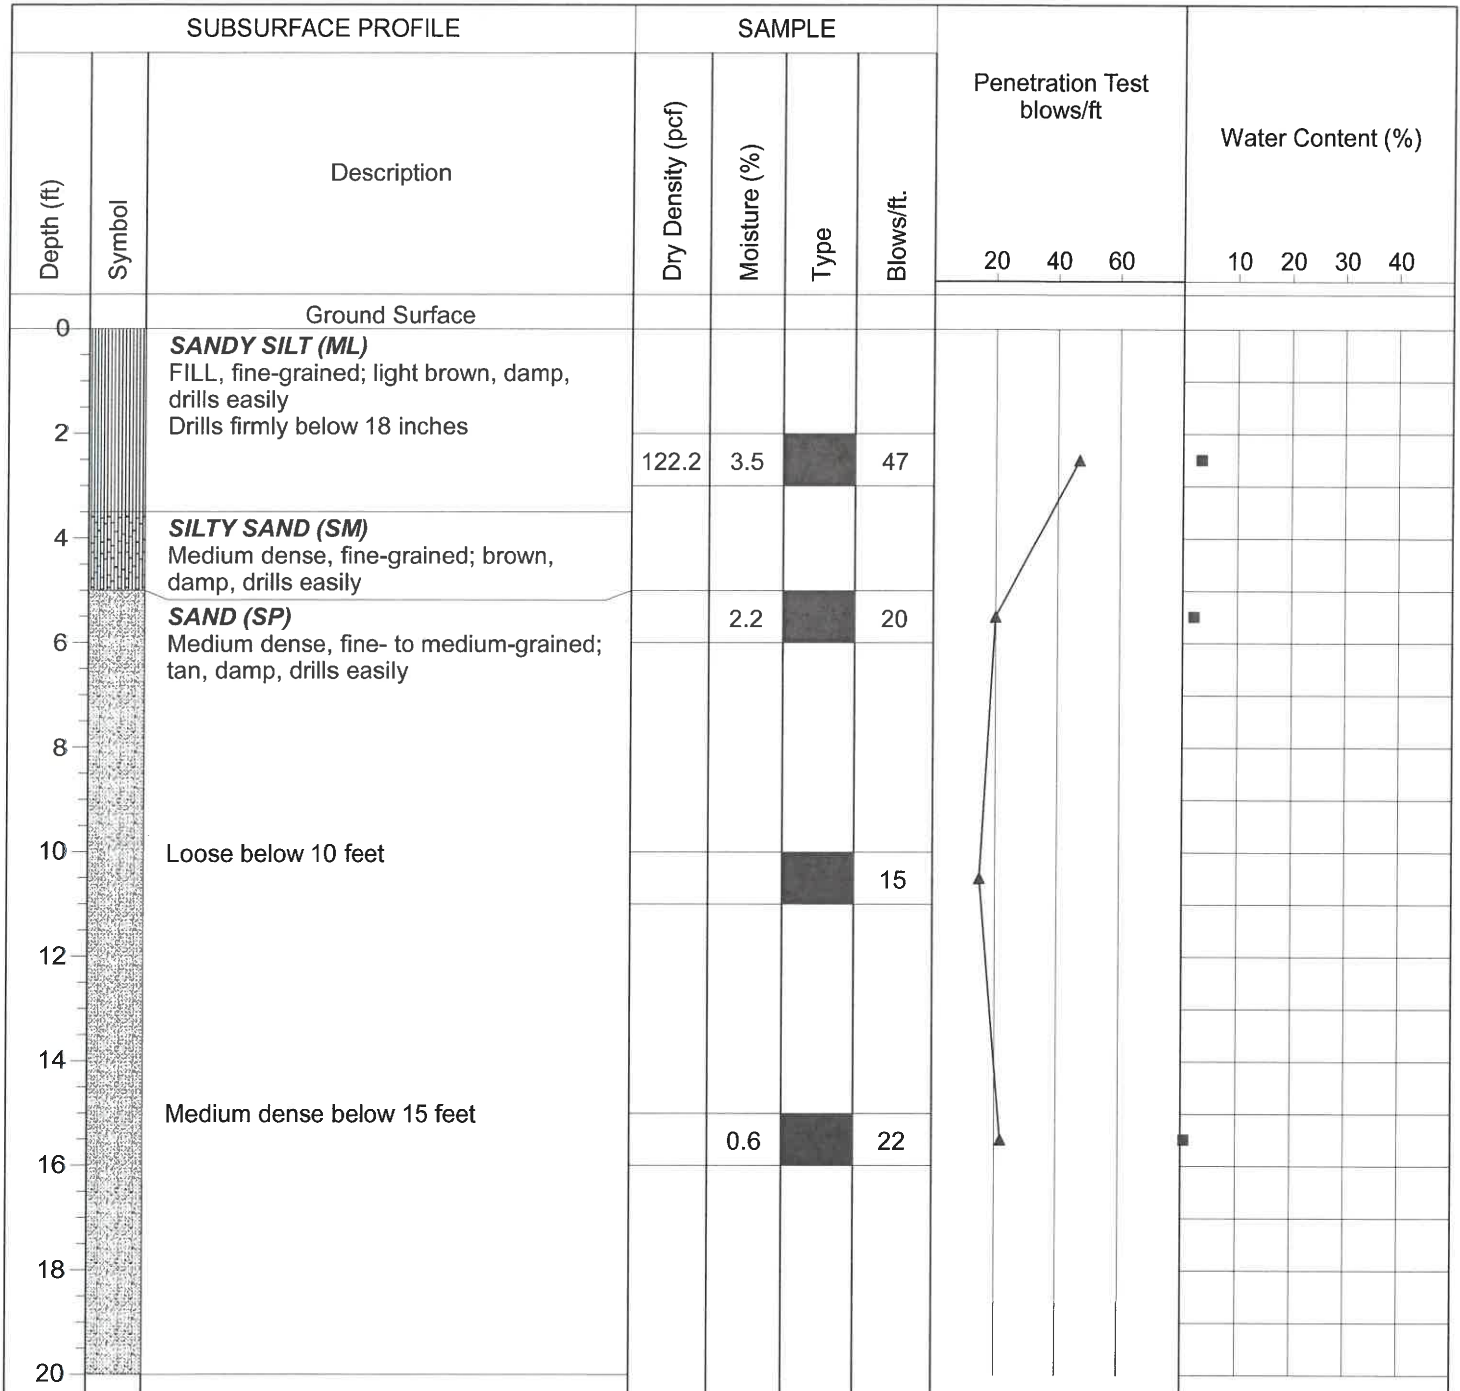 SUBSURFACE PROFILE
SAMPLE
Depth (ft)
Symbol
Description
Dry Density (pcf)
Moisture (%)
Type
Blows/ft.
Penetration Test
blows/ft
20 40 60
Water Content (%)
10 20 30 40
Ground Surface
0
SANDY SILT (ML)
FILL, fine-grained; light brown, damp,
drills easily
Drills firmly below 18 inches
2
122.2 3.5 47
4
SILTY SAND (SM)
Medium dense, fine-grained; brown,
damp, drills easily
SAND (SP)
2.2 20
6
Medium dense, fine- to medium-grained;
tan, damp, drills easily
8
10
Loose below 10 feet
15
12
14
Medium dense below 15 feet
0.6 22
16
18
20